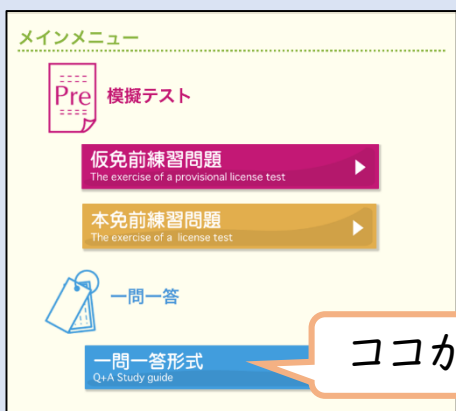 メインメニュー
Pre
模擬テスト
仮免前練習問題
The exercise of a provisional license test
本免前練習問題
The exercise of a license test
一問一答
一問一答形式
Q+A Study guide
ココか